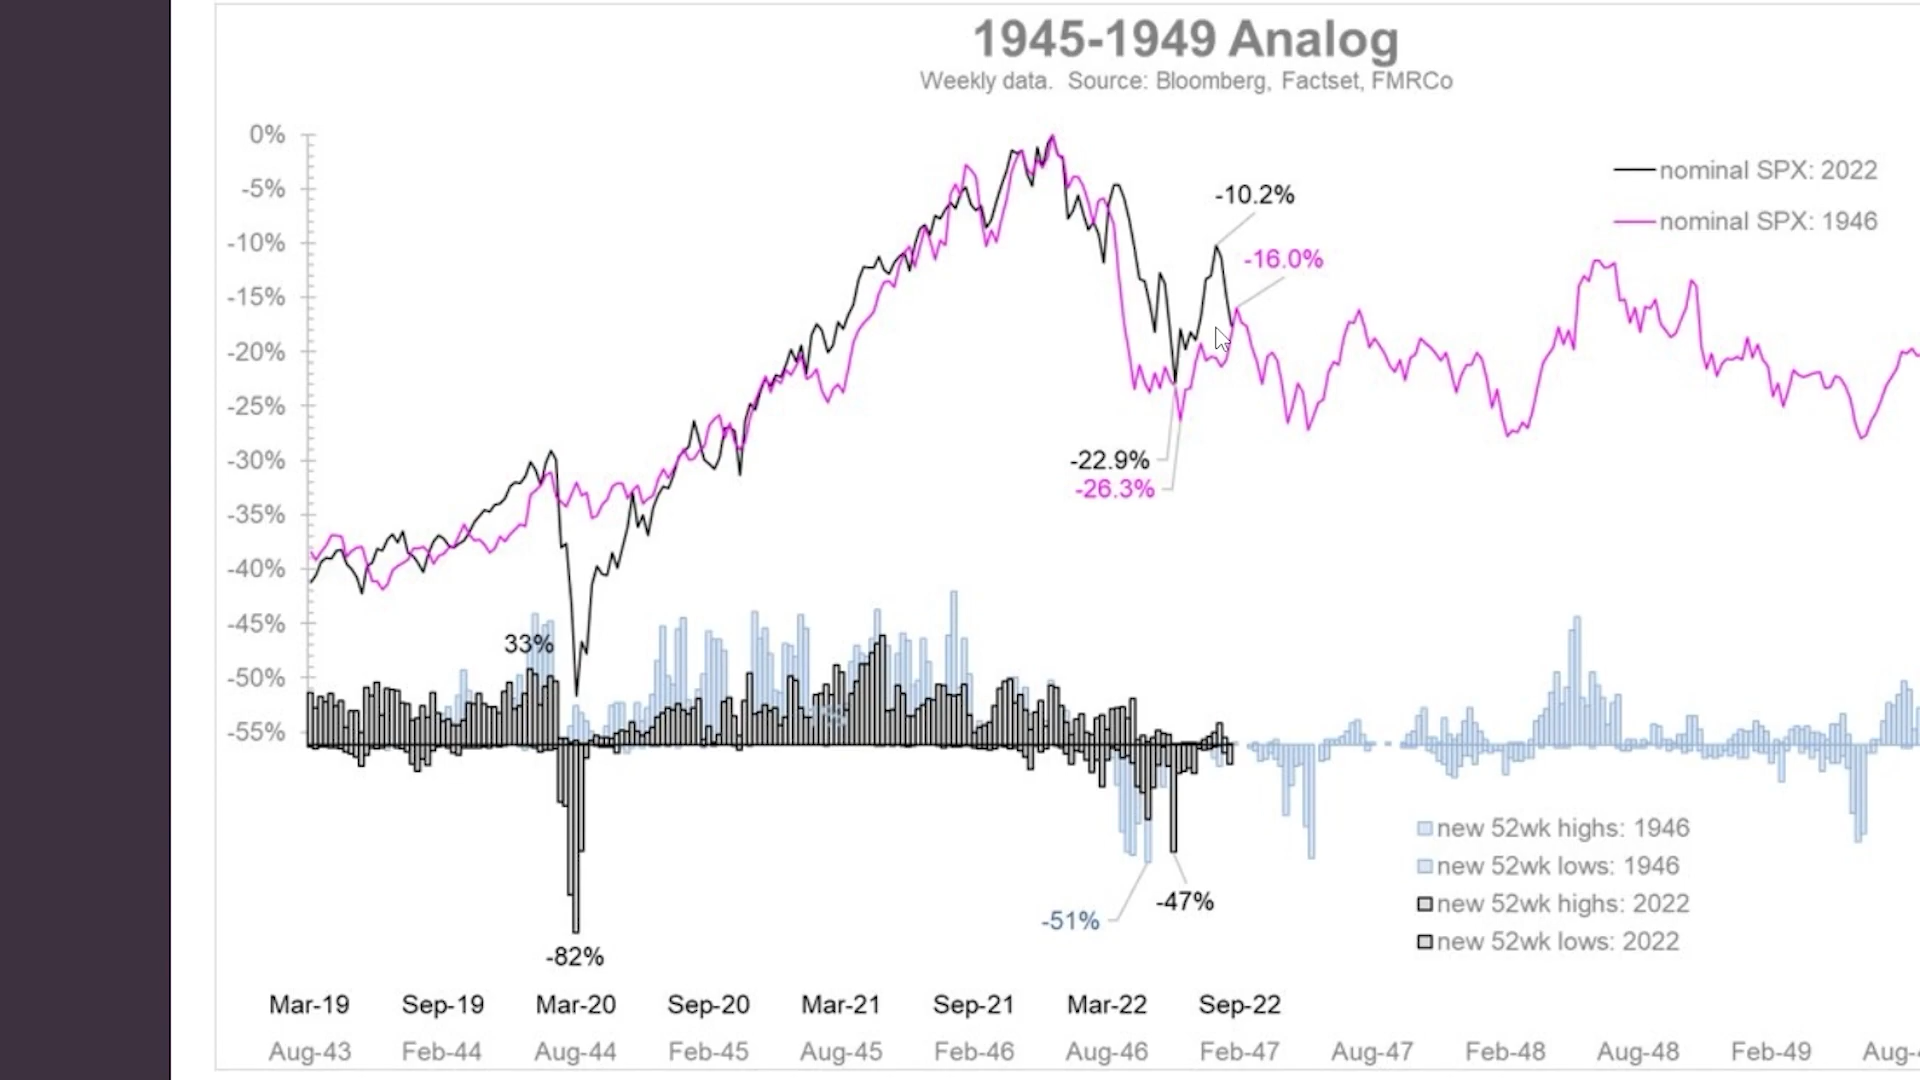 1945-1949 Analog
Weekly data. Source: Bloomberg, Factset, FMRCo
0%
-5%
-10%
-15%
-20%
-25%
-30%
-35%
-40%
-45%
-50%
-55%
nominal SPX: 2022
nominal SPX: 1946
-10.2%
-16.0%
-22.9%
-26.3%
33%
-51%
-47%
-82%
new 52wk highs: 1946
new 52wk lows: 1946
new 52wk highs: 2022
new 52wk lows: 2022
Mar-19 Sep-19 Mar-20 Sep-20 Mar-21 Sep-21 Mar-22 Sep-22
Aug-43 Feb-44 Aug-44 Feb-45 Aug-45 Feb-46 Aug-46 Feb-47 Aug-47 Feb-48 Aug-48 Feb-49